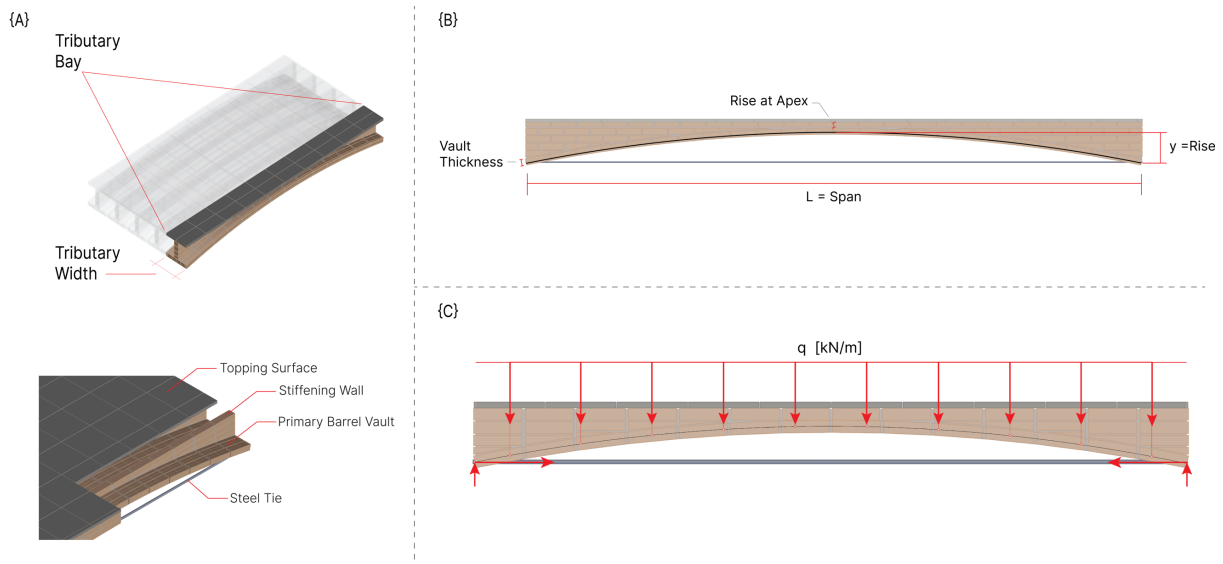 {A}
Tributary
Bay
Tributary
Width
Topping Surface
Stiffening Wall
Primary Barrel Vault
Steel Tie
{B}
Rise at Apex
Vault
Thickness
y =Rise
L = Span
{C}
q [kN/m]